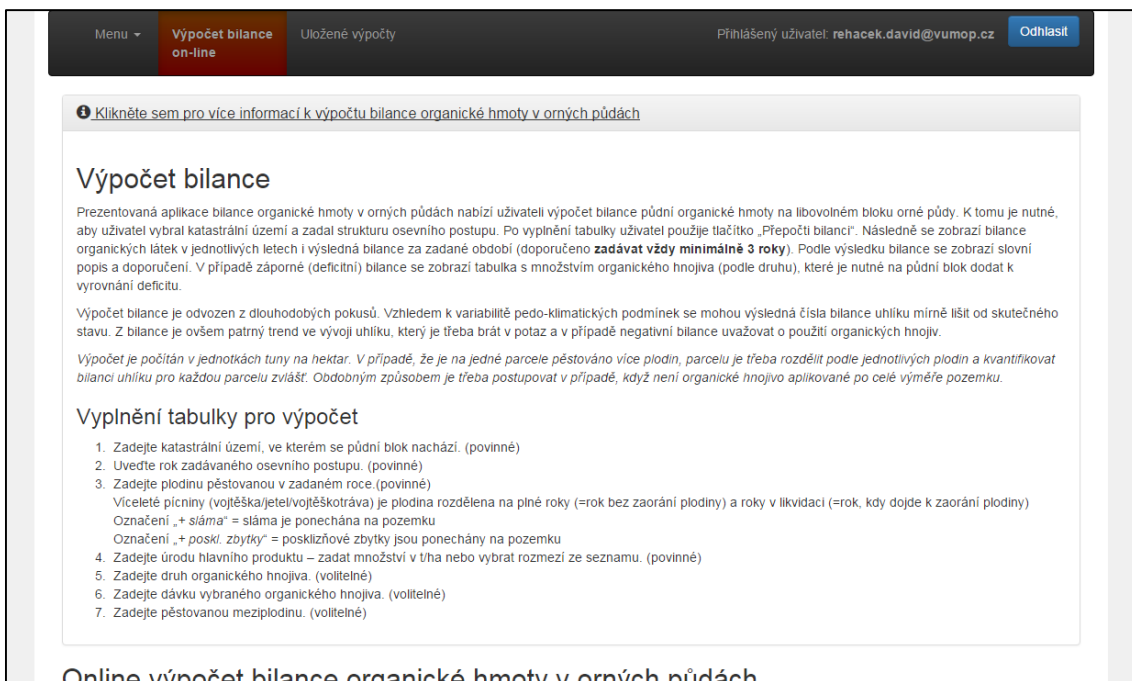 Menu
Výpočet bilance
on-line
Uložené výpočty
Přihlášený uživatel: rehacek.david@vumop.cz
Odhlasit
Klikněte sem pro více informací k výpočtu bilance organické hmoty v orných půdách
Výpočet bilance
Prezentovaná aplikace bilance organické hmoty v orných půdách nabízí uživateli výpočet bilance půdní organické hmoty na libovolném bloku orné půdy. K tomu je nutné,
aby uživatel vybral katastrální území a zadal strukturu osevního postupu. Po vyplnění tabulky uživatel použije tlačítko „Přepočti bilanci“. Následně se zobrazí bilance
organických látek v jednotlivých letech i výsledná bilance za zadané období (doporučeno zadávat vždy minimálně 3 roky). Podle výsledku bilance se zobrazí slovní
popis a doporučení. V případě záporné (deficitní) bilance se zobrazí tabulka s množstvím organického hnojiva (podle druhu), které je nutné na půdní blok dodat k
vyrovnání deficitu.
Výpočet bilance je odvozen z dlouhodobých pokusů. Vzhledem k variabilitě pedo-klimatických podmínek se mohou výsledná čísla bilance uhlíku mírně lišit od skutečného
stavu. Z bilance je ovšem patrný trend ve vývoji uhlíku, který je třeba brát v potaz a v případě negativní bilance uvažovat o použití organických hnojiv.
Výpočet je počítán v jednotkách tuny na hektar. V případě, že je na jedné parcele pěstováno více plodin, parcelu je třeba rozdělit podle jednotlivých plodin a kvantifikovat
bilanci uhlíku pro každou parcelu zvlášť. Obdobným způsobem je třeba postupovat v případě, když není organické hnojivo aplikované po celé výměře pozemku.
Vyplnění tabulky pro výpočet
1. Zadejte katastrální území, ve kterém se půdní blok nachází. (povinné)
2. Uveďte rok zadávaného osevního postupu. (povinné)
3. Zadejte plodinu pěstovanou v zadaném roce.(povinné)
Víceleté pícniny (vojtěška/jetel/vojtěškotráva) je plodina rozdělena na plné roky (=rok bez zaorání plodiny) a roky v likvidaci (=rok, kdy dojde k zaorání plodiny)
Označení „+ sláma“ = sláma je ponechána na pozemku
Označení „+ poskl. zbytky“ = posklizňové zbytky jsou ponechány na pozemku
4. Zadejte úrodu hlavního produktu – zadat množství v t/ha nebo vybrat rozmezí ze seznamu. (povinné)
5. Zadejte druh organického hnojiva. (volitelné)
6. Zadejte dávku vybraného organického hnojiva. (volitelné)
7. Zadejte pěstovanou meziplodinu. (volitelné)
Online výpočet bilance organické hmoty v orných půdách